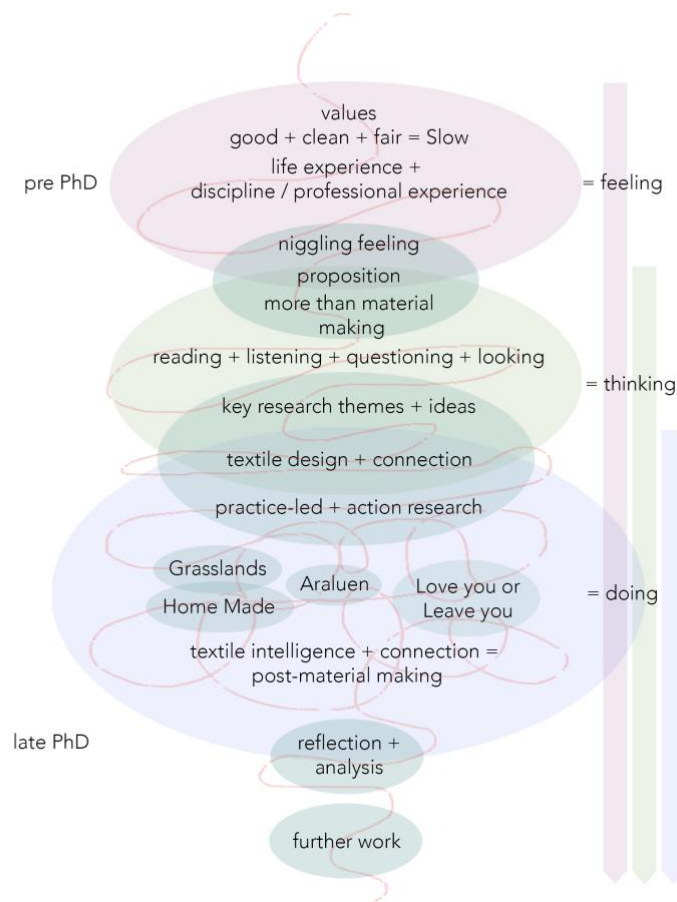 values
good + clean + fair = Slow
life experience +
discipline / professional experience
pre PhD
= feeling
niggling feeling
proposition
more than material
making
reading + listening + questioning + looking
= thinking
key research themes + ideas
textile design + connection
practice-led + action research
Grasslands
Home Made
Araluen
Love you or
Leave you
= doing
textile intelligence + connection =
post-material making
late PhD
reflection +
analysis
further work